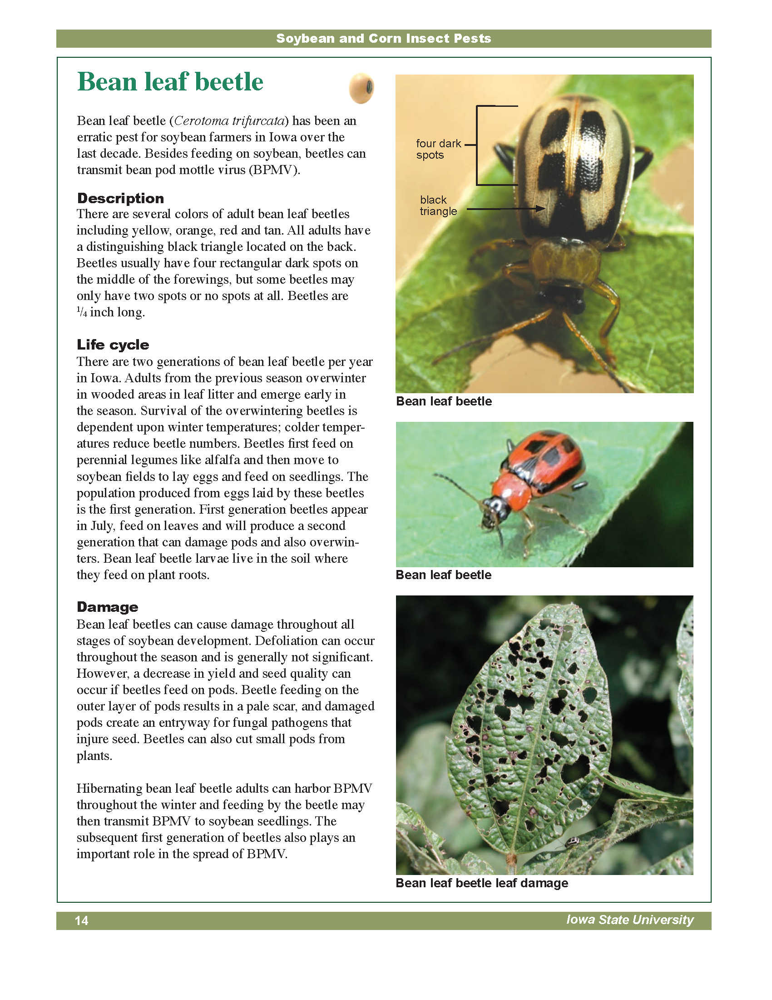 Soybean and Corn Insect Pests
Bean leaf beetle
Bean leaf beetle (Cerotoma trifurcata) has been an
erratic pest for soybean farmers in Iowa over the
last decade. Besides feeding on soybean, beetles can
transmit bean pod mottle virus (BPMV).
Description
There are several colors of adult bean leaf beetles
including yellow, orange, red and tan. All adults have
a distinguishing black triangle located on the back.
Beetles usually have four rectangular dark spots on
the middle of the forewings, but some beetles may
only have two spots or no spots at all. Beetles are
1/4 inch long.
Life cycle
There are two generations of bean leaf beetle per year
in Iowa. Adults from the previous season overwinter
in wooded areas in leaf litter and emerge early in
the season. Survival of the overwintering beetles is
dependent upon winter temperatures; colder temper-
atures reduce beetle numbers. Beetles first feed on
perennial legumes like alfalfa and then move to
soybean fields to lay eggs and feed on seedlings. The
population produced from eggs laid by these beetles
is the first generation. First generation beetles appear
in July, feed on leaves and will produce a second
generation that can damage pods and also overwin-
ters. Bean leaf beetle larvae live in the soil where
they feed on plant roots.
Damage
Bean leaf beetles can cause damage throughout all
stages of soybean development. Defoliation can occur
throughout the season and is generally not significant.
However, a decrease in yield and seed quality can
occur if beetles feed on pods. Beetle feeding on the
outer layer of pods results in a pale scar, and damaged
pods create an entryway for fungal pathogens that
injure seed. Beetles can also cut small pods from
plants.
Hibernating bean leaf beetle adults can harbor BPMV
throughout the winter and feeding by the beetle may
then transmit BPMV to soybean seedlings. The
subsequent first generation of beetles also plays an
important role in the spread of BPMV.
four dark
spots
black
triangle
Bean leaf beetle
Bean leaf beetle
Bean leaf beetle leaf damage
14
Iowa State University